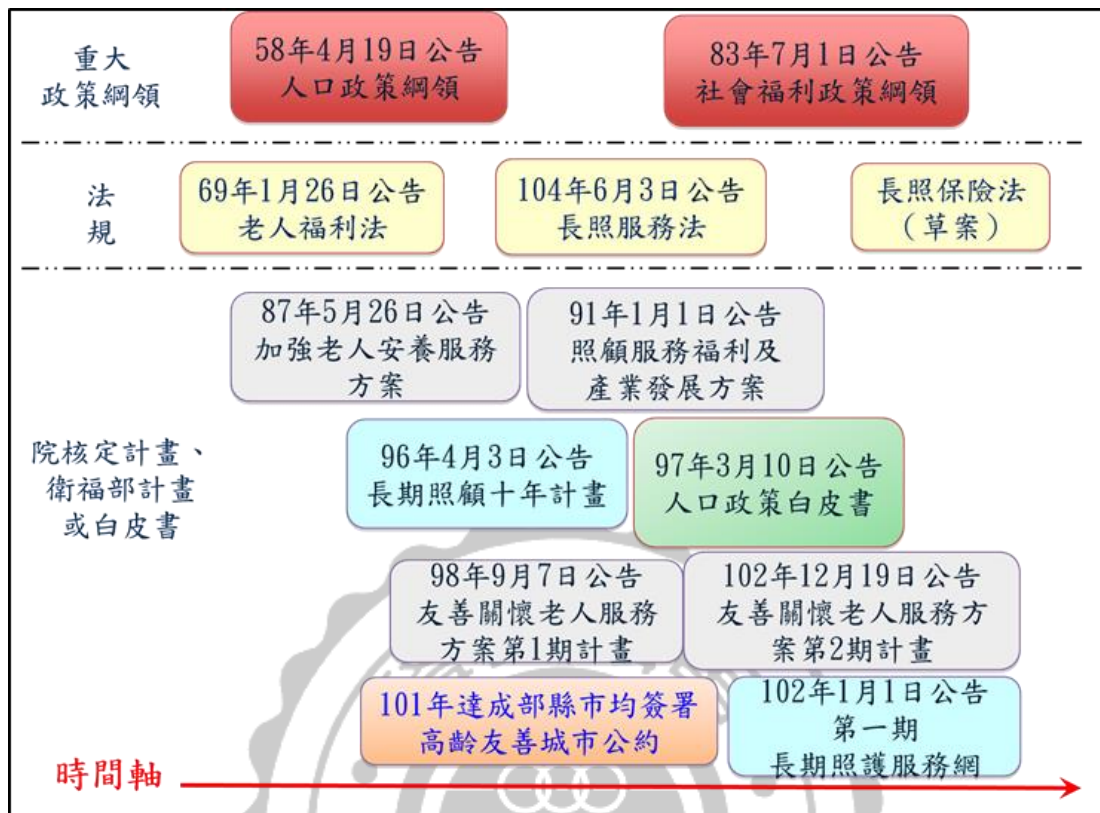 重大
政策綱領
58年4月19日公告
人口政策綱領
83年7月1日公告
社會福利政策綱領
法
規
69年1月26日公告
老人福利法
104年6月3日公告
長照服務法
長照保險法
（草案）
院核定計畫、
衛福部計畫
或白皮書
87年5月26日公告
加強老人安養服務
方案
91年1月1日公告
照顧服務福利及
產業發展方案
96年4月3日公告
長期照顧十年計畫
97年3月10日公告
人口政策白皮書
98年9月7日公告
友善關懷老人服務
方案第1期計畫
102年12月19日公告
友善關懷老人服務方
案第2期計畫
101年達成部縣市均簽署
高齡友善城市公約
102年1月1日公告
第一期
長期照護服務網
時間軸